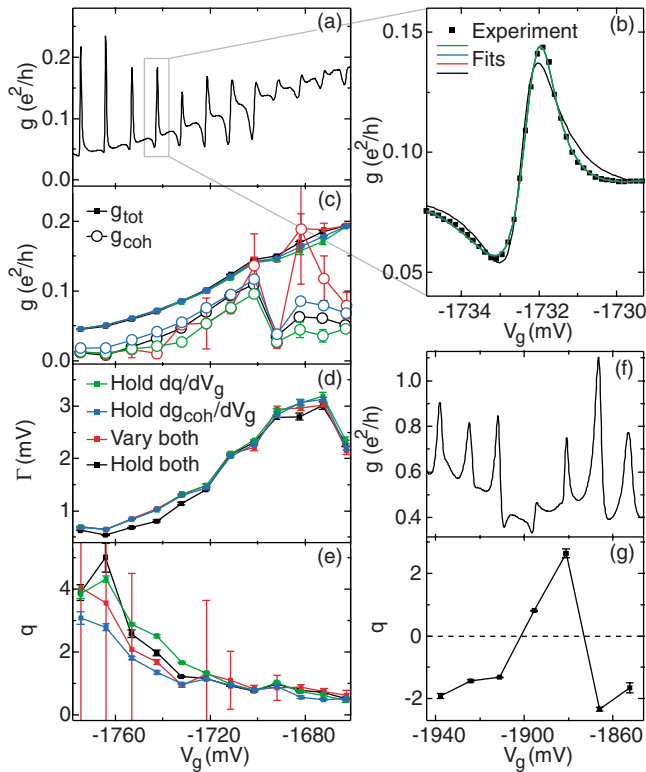 (a)
g (e²/h)
0.2
0.1
0.0
(b)
Experiment
Fits
g (e²/h)
0.15
0.10
0.05
-1734
-1732
-1730
V_g (mV)
(c)
g_tot
g_coh
g (e²/h)
0.2
0.1
0.0
(d)
Hold dq/dV_g
Hold dg_coh/dV_g
Vary both
Hold both
Γ (mV)
3
2
1
(e)
q
4
2
0
-1760
-1720
-1680
V_g (mV)
(f)
g (e²/h)
1.0
0.8
0.6
0.4
(g)
q
2
0
-2
-1940
-1900
-1860
V_g (mV)